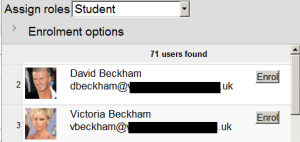 Assign roles Student
Enrolment options
71 users found
2 David Beckham Enrol
dbeckham@ .uk
3 Victoria Beckham Enrol
vbeckham@ .uk